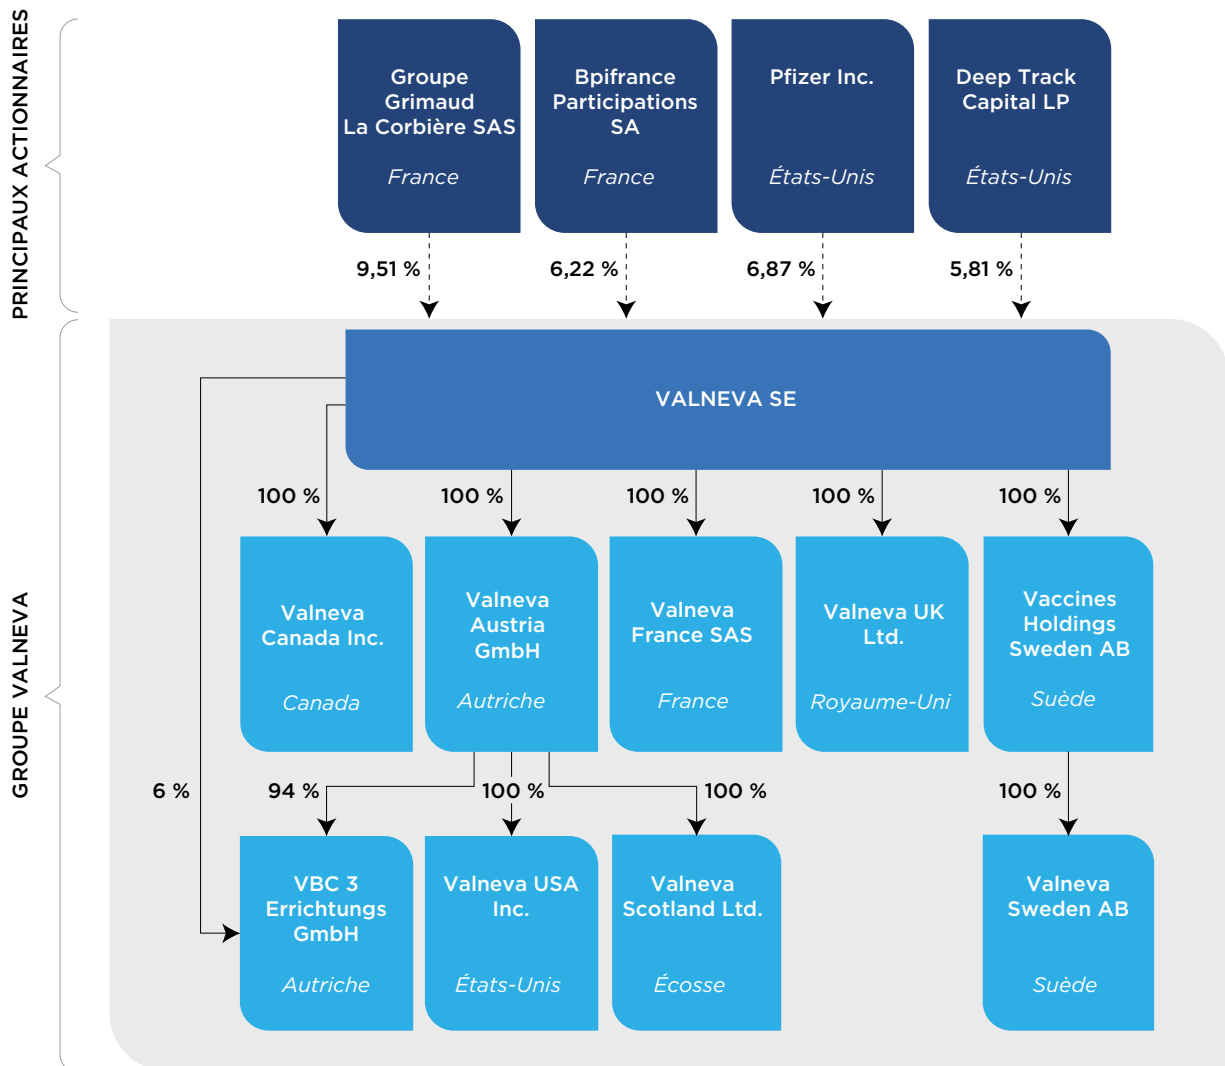 PRINCIPAUX ACTIONNAIRES
Groupe
Grimaud
La Corbière SAS
France
Bpifrance
Participations
SA
France
Pfizer Inc.
États-Unis
Deep Track
Capital LP
États-Unis
9,51 %
6,22 %
6,87 %
5,81 %
GROUPE VALNEVA
VALNEVA SE
100 %
100 %
100 %
100 %
100 %
Valneva
Canada Inc.
Canada
Valneva
Austria
GmbH
Autriche
Valneva
France SAS
France
Valneva UK
Ltd.
Royaume-Uni
Vaccines
Holdings
Sweden AB
Suède
6 %
94 %
100 %
100 %
100 %
VBC 3
Errichtungs
GmbH
Autriche
Valneva USA
Inc.
États-Unis
Valneva
Scotland Ltd.
Écosse
Valneva
Sweden AB
Suède